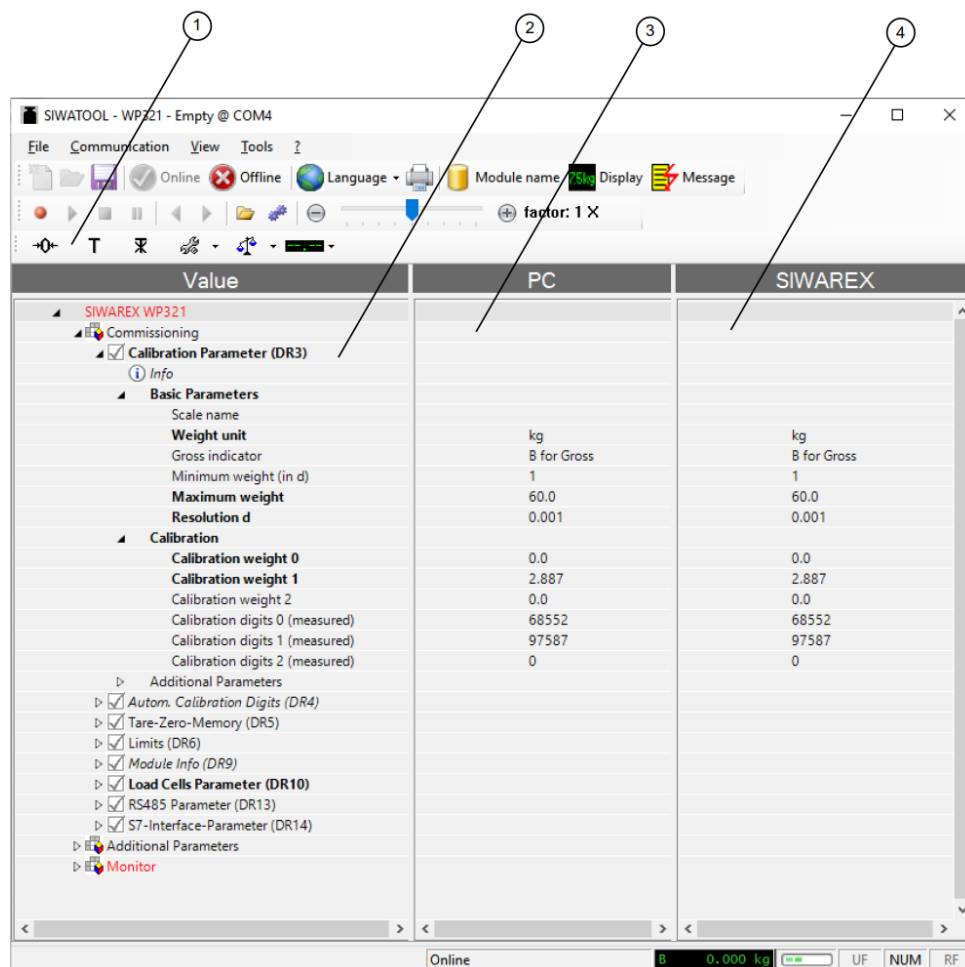 1 2 3 4
SIWATOOL - WP321 - Empty @ COM4
File Communication View Tools ?
Online Offline Language Module name 7.5kg Display Message
factor: 1 X
→0← T T
Value PC SIWAREX
SIWAREX WP321
Commissioning
Calibration Parameter (DR3)
i Info
Basic Parameters
Scale name
Weight unit kg kg
Gross indicator B for Gross B for Gross
Minimum weight (in d) 1 1
Maximum weight 60.0 60.0
Resolution d 0.001 0.001
Calibration
Calibration weight 0 0.0 0.0
Calibration weight 1 2.887 2.887
Calibration weight 2 0.0 0.0
Calibration digits 0 (measured) 68552 68552
Calibration digits 1 (measured) 97587 97587
Calibration digits 2 (measured) 0 0
Additional Parameters
Autom. Calibration Digits (DR4)
Tare-Zero-Memory (DR5)
Limits (DR6)
Module Info (DR9)
Load Cells Parameter (DR10)
RS485 Parameter (DR13)
S7-Interface-Parameter (DR14)
Additional Parameters
Monitor
Online B 0.000 kg UF NUM RF